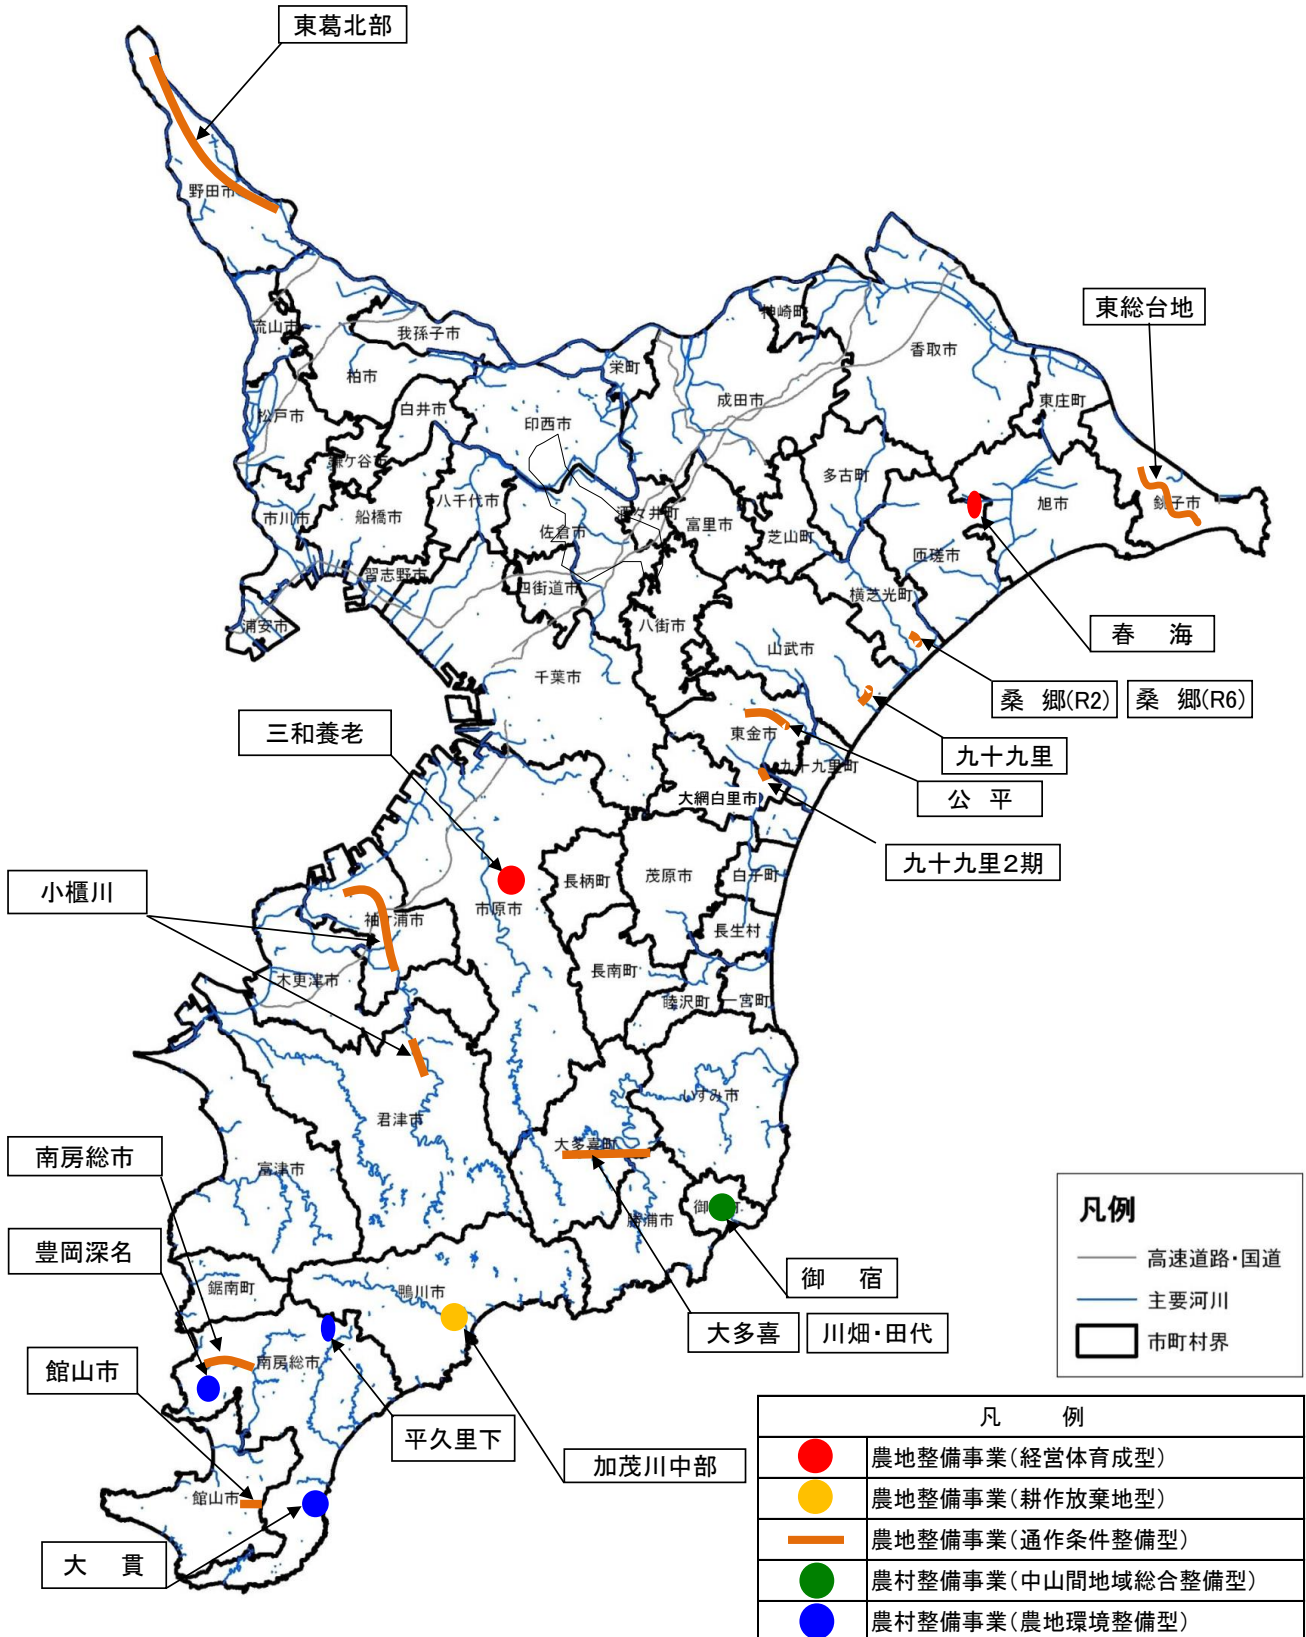 東葛北部
野田市
流山市
我孫子市
柏市
松戸市
白井市
鎌ケ谷市
市川市
船橋市
八千代市
習志野市
浦安市
印西市
栄町
成田市
神崎町
香取市
東庄町
東総台地
銚子市
旭市
多古町
匝瑳市
芝山町
横芝光町
富里市
酒々井町
佐倉市
四街道市
八街市
山武市
千葉市
春　海
桑　郷(R2)
桑　郷(R6)
九十九里
東金市
公　平
九十九里町
大網白里市
九十九里2期
三和養老
市原市
長柄町
茂原市
白子町
長生村
長南町
睦沢町
一宮町
小櫃川
袖ケ浦市
木更津市
君津市
富津市
いすみ市
大多喜町
勝浦市
御宿町
御　宿
大多喜
川畑・田代
南房総市
豊岡深名
館山市
鋸南町
鴨川市
南房総市
平久里下
加茂川中部
館山市
大　貫
凡例
高速道路・国道
主要河川
市町村界
凡　例
農地整備事業(経営体育成型)
農地整備事業(耕作放棄地型)
農地整備事業(通作条件整備型)
農村整備事業(中山間地域総合整備型)
農村整備事業(農地環境整備型)